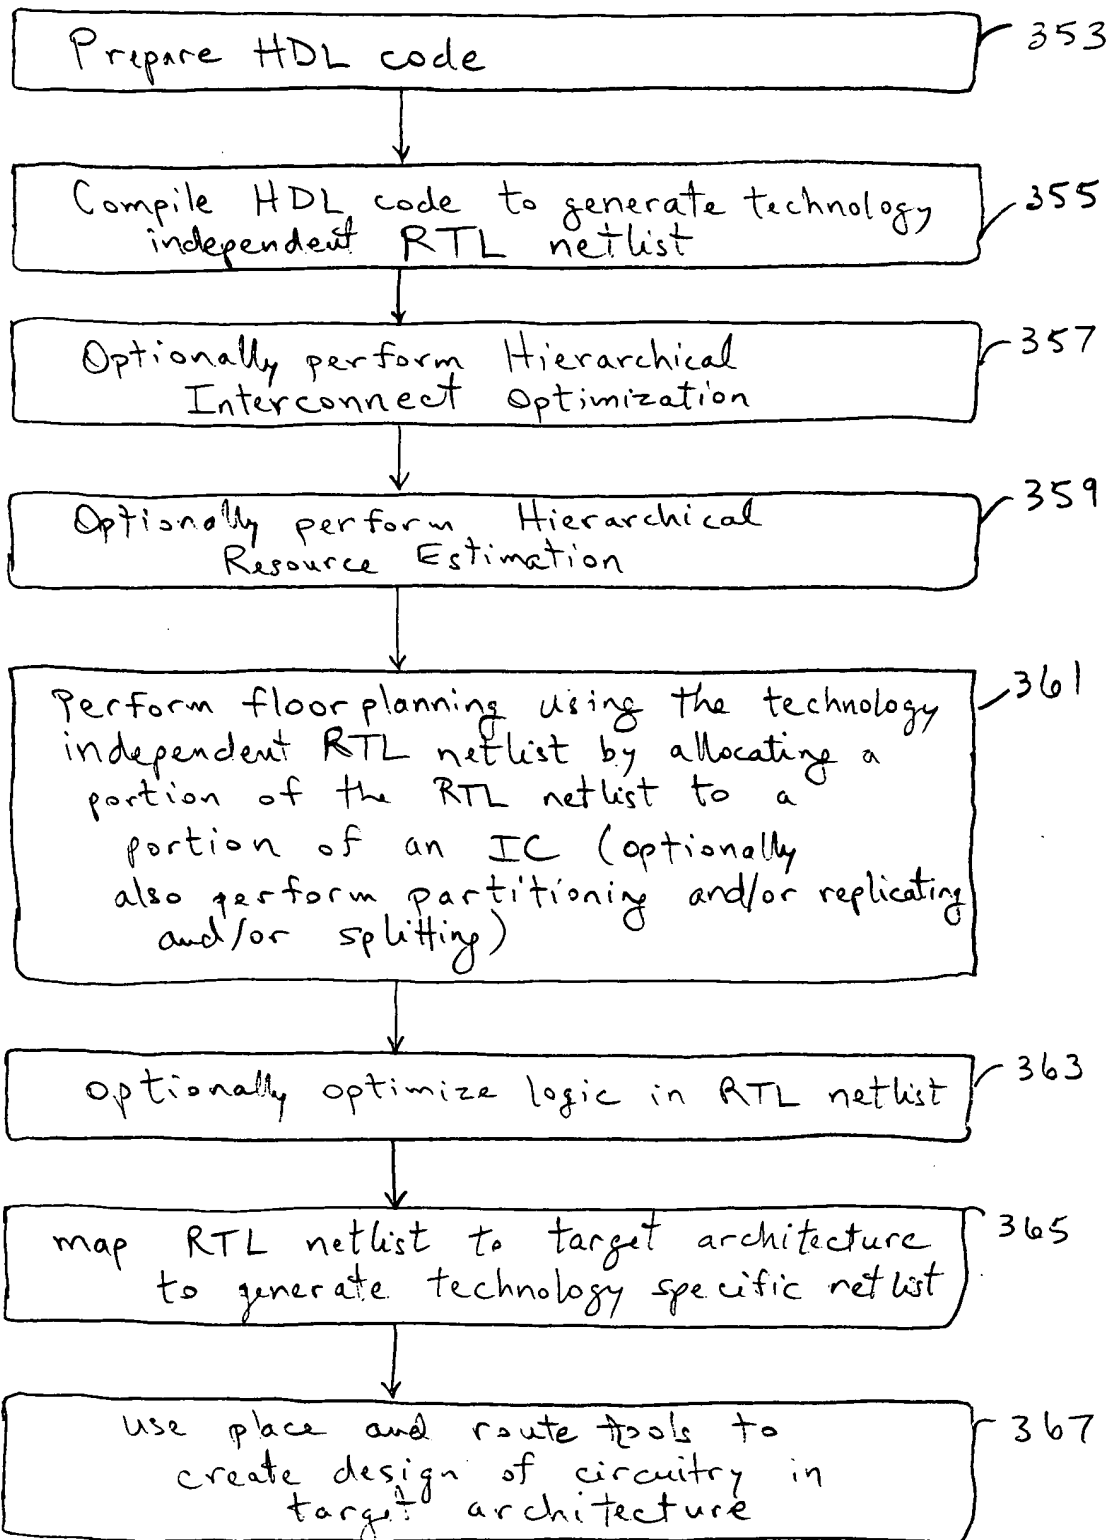 Prepare HDL code
353
Compile HDL code to generate technology
independent RTL netlist
355
Optionally perform Hierarchical
Interconnect Optimization
357
Optionally perform Hierarchical
Resource Estimation
359
Perform floorplanning using the technology
independent RTL netlist by allocating a
portion of the RTL netlist to a
portion of an IC (optionally
also perform partitioning and/or replicating
and/or splitting)
361
optionally optimize logic in RTL netlist
363
map RTL netlist to target architecture
to generate technology specific netlist
365
use place and route tools to
create design of circuitry in
target architecture
367